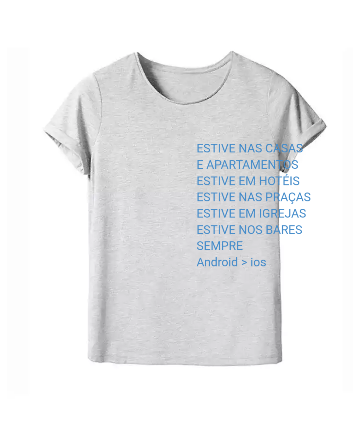 ESTIVE NAS CASAS
E APARTAMENTOS
ESTIVE EM HOTÉIS
ESTIVE NAS PRAÇAS
ESTIVE EM IGREJAS
ESTIVE NOS BARES
SEMPRE
Android > ios